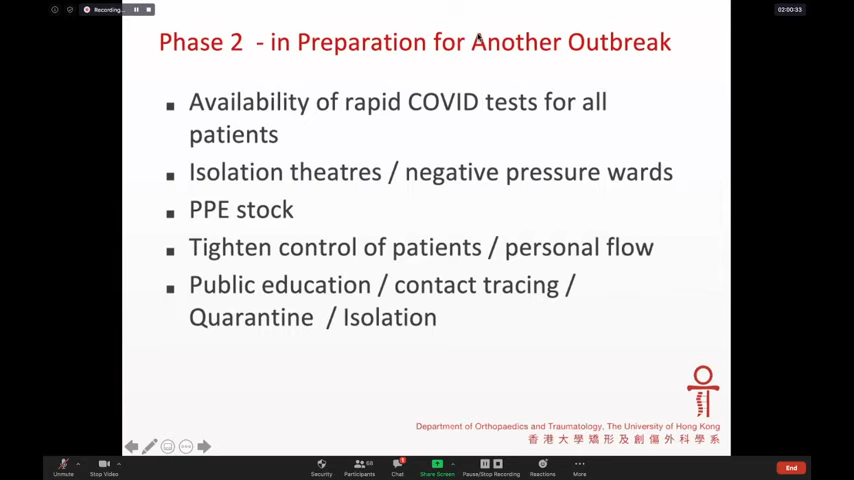 Recording...
02:00:33
Phase 2 - in Preparation for Another Outbreak
Availability of rapid COVID tests for all
patients
Isolation theatres / negative pressure wards
PPE stock
Tighten control of patients / personal flow
Public education / contact tracing /
Quarantine / Isolation
Department of Orthopaedics and Traumatology, The University of Hong Kong
香港大學矯形及創傷外科學系
Unmute
Stop Video
Security
Participants
68
Chat
Share Screen
Pause/Stop Recording
Reactions
More
End